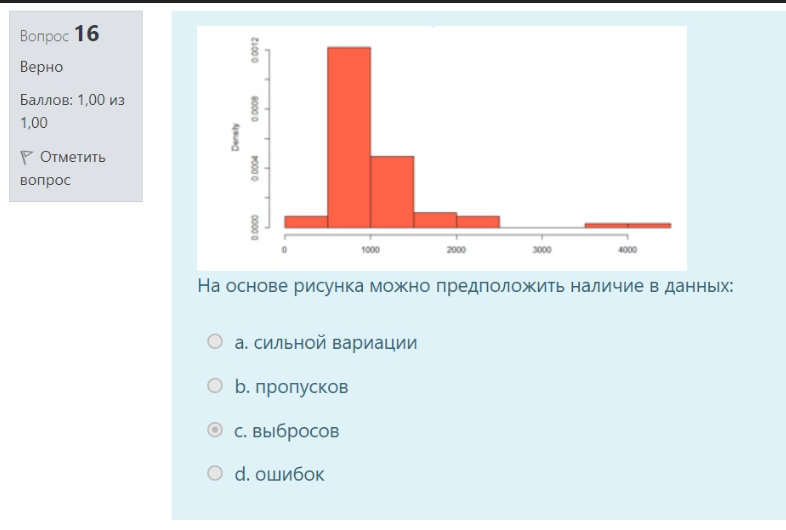 Вопрос 16
Верно
Баллов: 1,00 из
1,00
Отметить
вопрос
0.0012
0.0008
Density
0.0004
0.0000
0 1000 2000 3000 4000
На основе рисунка можно предположить наличие в данных:
a. сильной вариации
b. пропусков
c. выбросов
d. ошибок